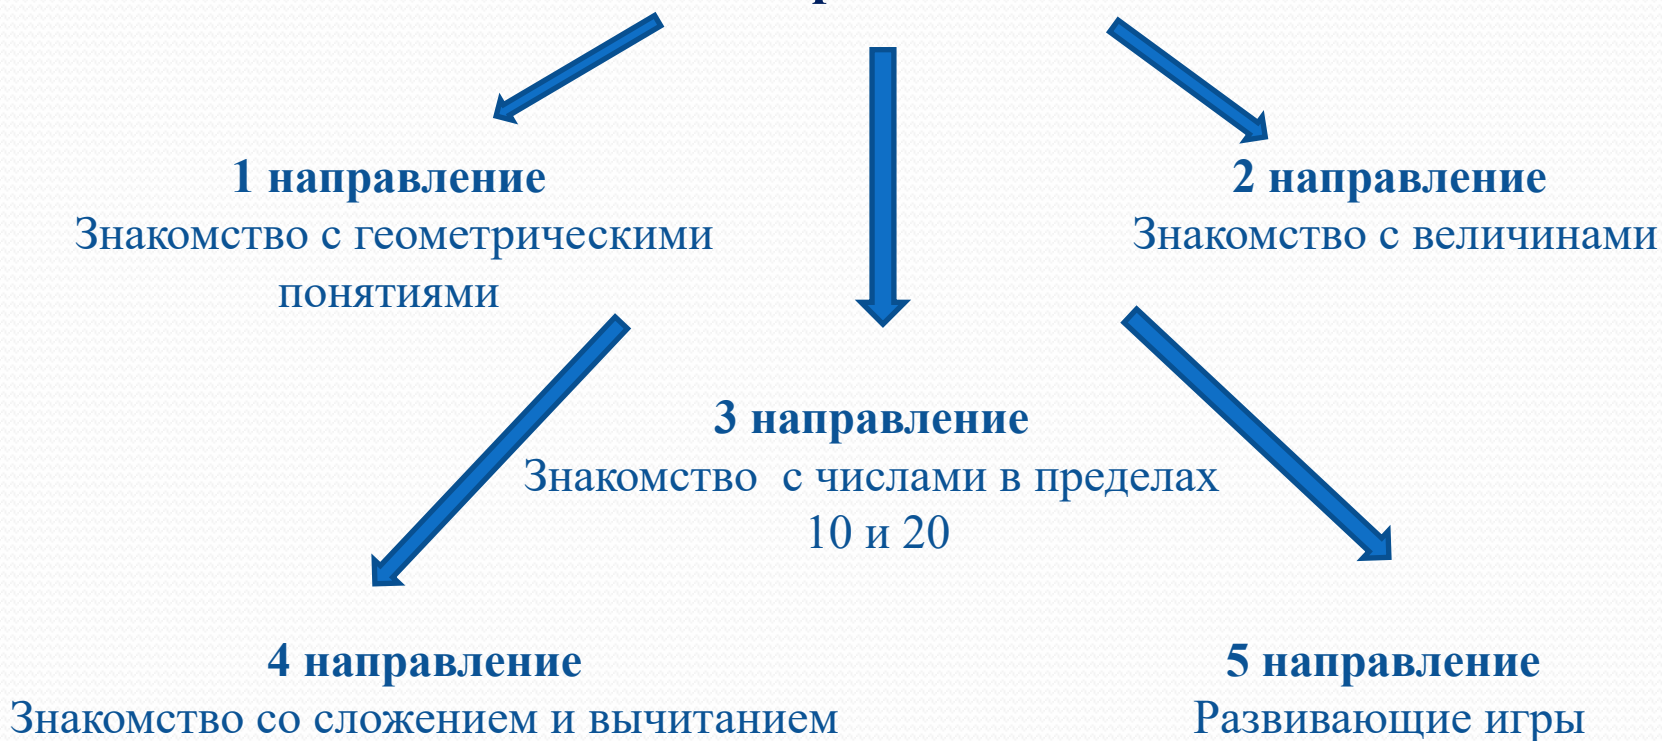 1 направление
Знакомство с геометрическими
понятиями
2 направление
Знакомство с величинами
3 направление
Знакомство с числами в пределах
10 и 20
4 направление
Знакомство со сложением и вычитанием
5 направление
Развивающие игры